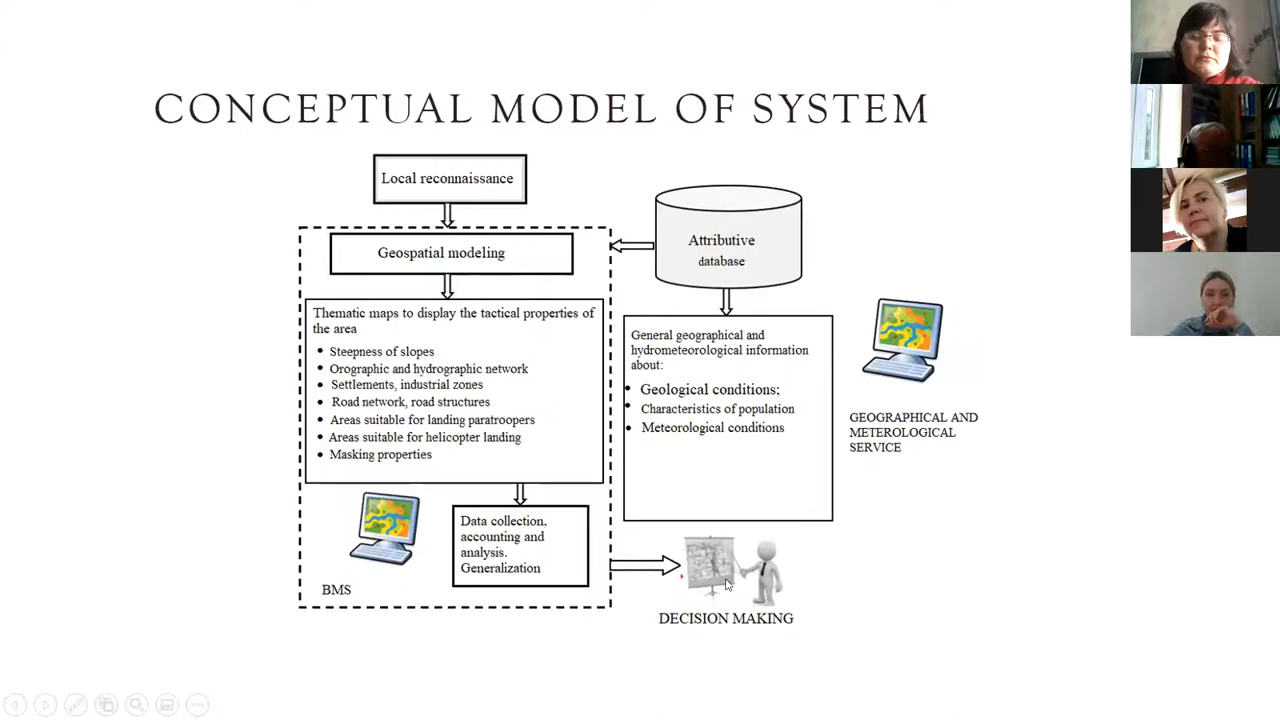 CONCEPTUAL MODEL OF SYSTEM
Local reconnaissance
Geospatial modeling
Attributive
database
Thematic maps to display the tactical properties of
the area
• Steepness of slopes
• Orographic and hydrographic network
• Settlements, industrial zones
• Road network, road structures
• Areas suitable for landing paratroopers
• Areas suitable for helicopter landing
• Masking properties
General geographical and
hydrometeorological information
about:
• Geological conditions;
• Characteristics of population
• Meteorological conditions
GEOGRAPHICAL AND
METEROLOGICAL
SERVICE
Data collection,
accounting and
analysis.
Generalization
BMS
DECISION MAKING